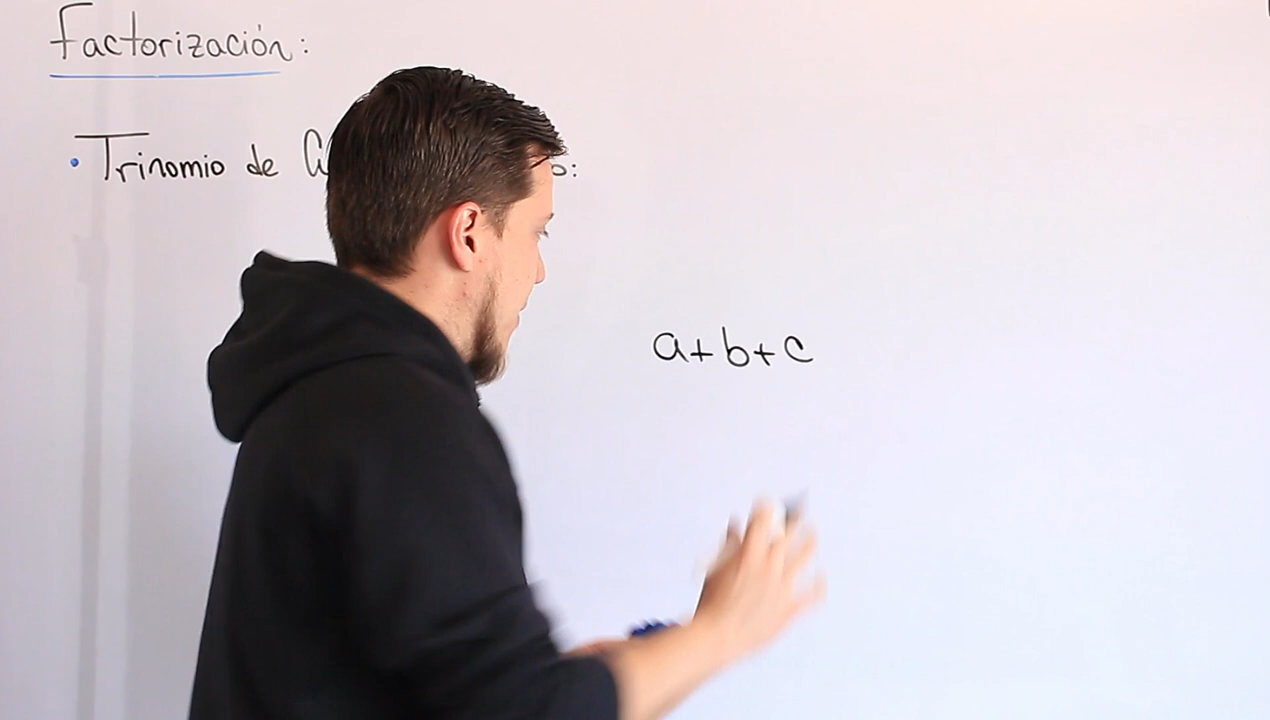 Factorización:
• Trinomio de
a+b+c